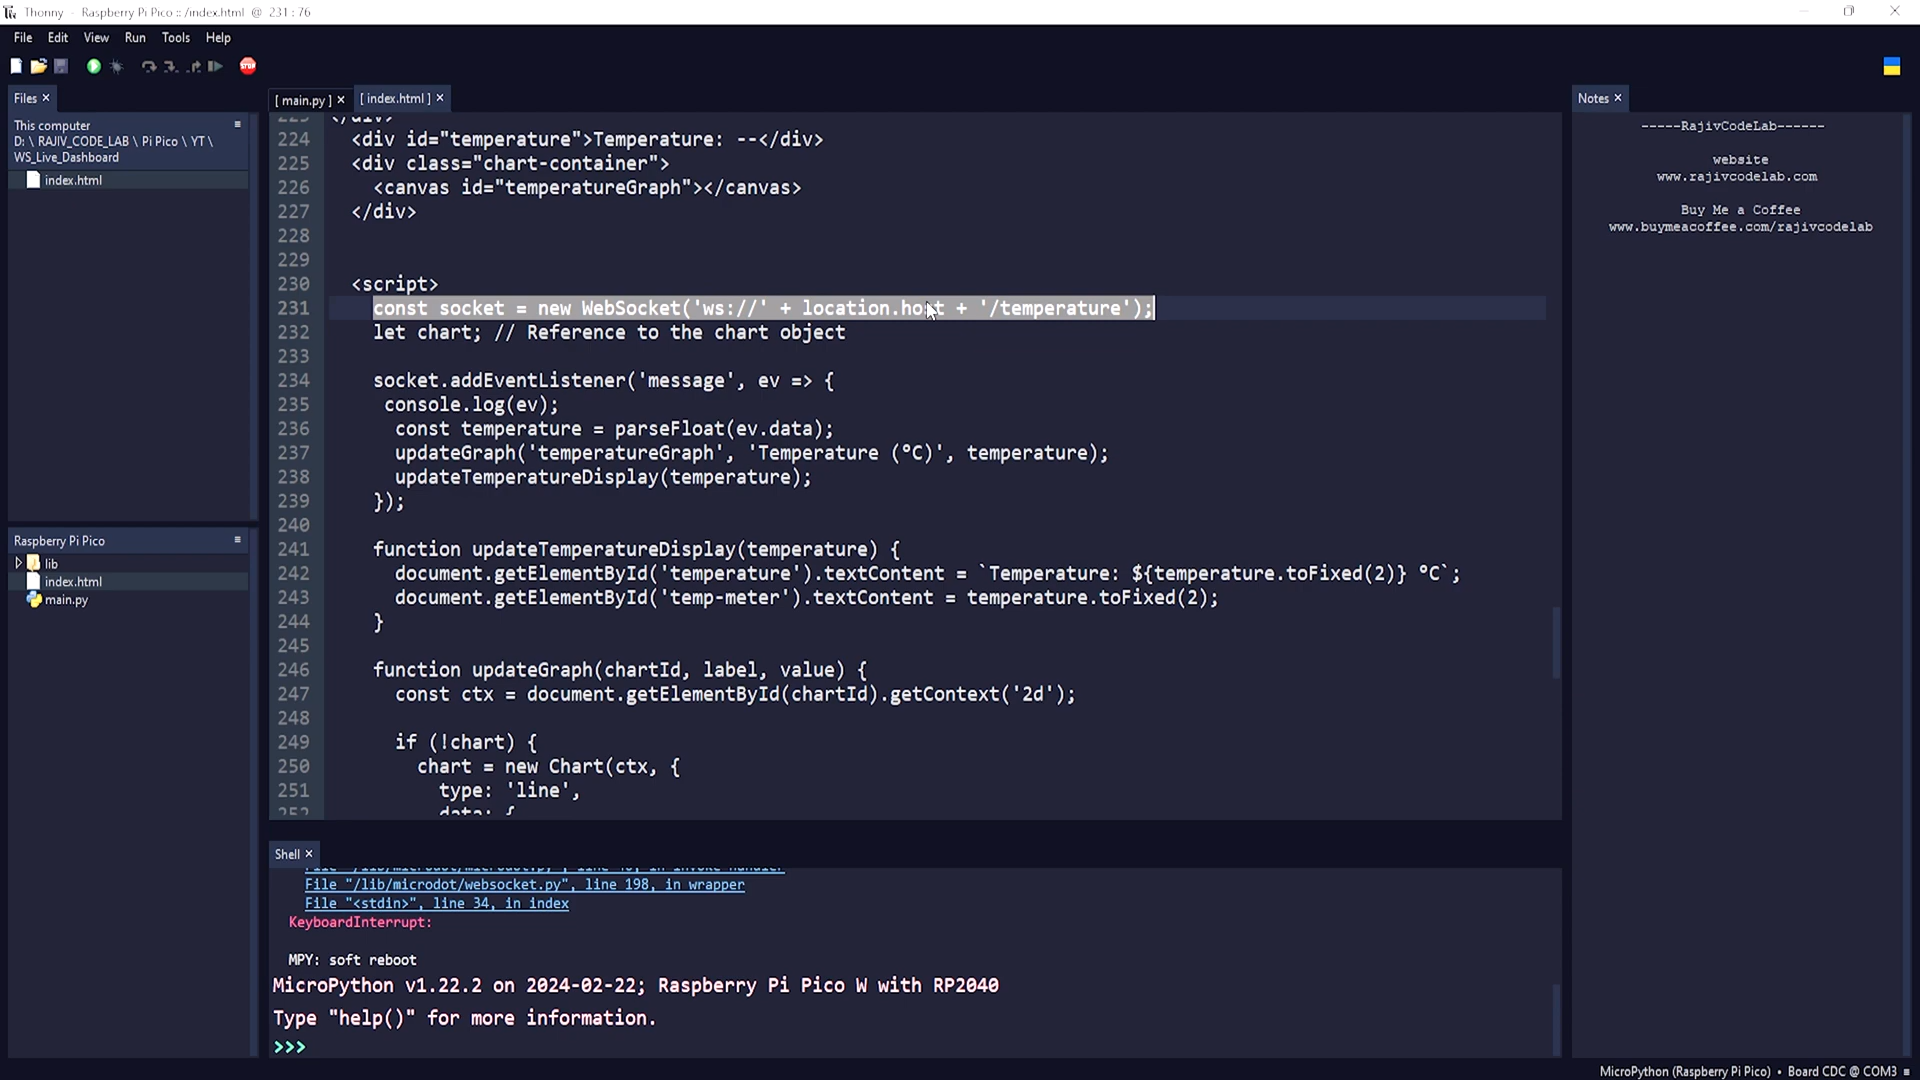 Thonny - Raspberry Pi Pico :: /index.html @ 231 : 76
File Edit View Run Tools Help
STOP
Files ×
[ main.py ] × [ index.html ] ×
Notes ×
This computer
D: \ RAJIV_CODE_LAB \ Pi Pico \ YT \
WS_Live_Dashboard
index.html
Raspberry Pi Pico
lib
index.html
main.py
224 <div id="temperature">Temperature: --</div>
225 <div class="chart-container">
226 <canvas id="temperatureGraph"></canvas>
227 </div>
228
229
230 <script>
231 const socket = new WebSocket('ws://' + location.host + '/temperature');
232 let chart; // Reference to the chart object
233
234 socket.addEventListener('message', ev => {
235 console.log(ev);
236 const temperature = parseFloat(ev.data);
237 updateGraph('temperatureGraph', 'Temperature (°C)', temperature);
238 updateTemperatureDisplay(temperature);
239 });
240
241 function updateTemperatureDisplay(temperature) {
242 document.getElementById('temperature').textContent = `Temperature: ${temperature.toFixed(2)} °C`;
243 document.getElementById('temp-meter').textContent = temperature.toFixed(2);
244 }
245
246 function updateGraph(chartId, label, value) {
247 const ctx = document.getElementById(chartId).getContext('2d');
248
249 if (!chart) {
250 chart = new Chart(ctx, {
251 type: 'line',
252 data: {
Shell ×
File "/lib/microdot/websocket.py", line 198, in wrapper
File "<stdin>", line 34, in index
KeyboardInterrupt:
MPY: soft reboot
MicroPython v1.22.2 on 2024-02-22; Raspberry Pi Pico W with RP2040
Type "help()" for more information.
>>>
-----RajivCodeLab------
website
www.rajivcodelab.com
Buy Me a Coffee
www.buymeacoffee.com/rajivcodelab
MicroPython (Raspberry Pi Pico) • Board CDC @ COM3 ≡